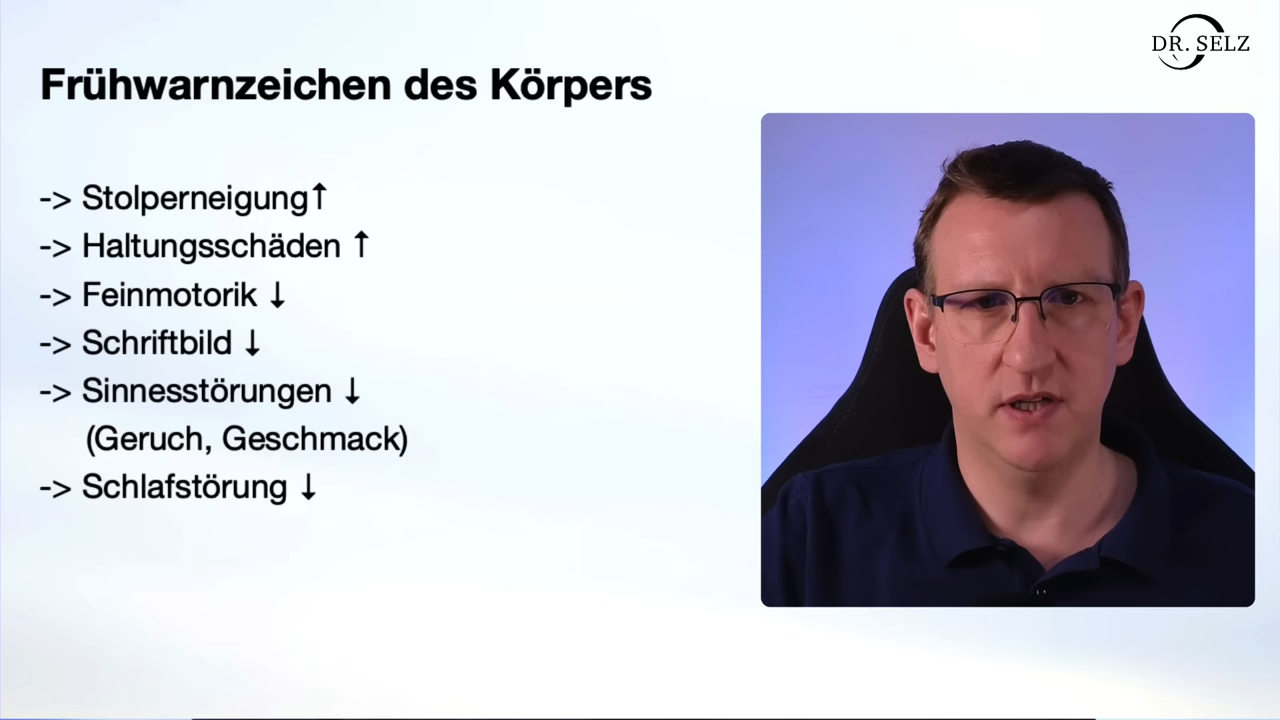 DR. SELZ
Frühwarnzeichen des Körpers
-> Stolperneigung↑
-> Haltungsschäden ↑
-> Feinmotorik ↓
-> Schriftbild ↓
-> Sinnesstörungen ↓
(Geruch, Geschmack)
-> Schlafstörung ↓